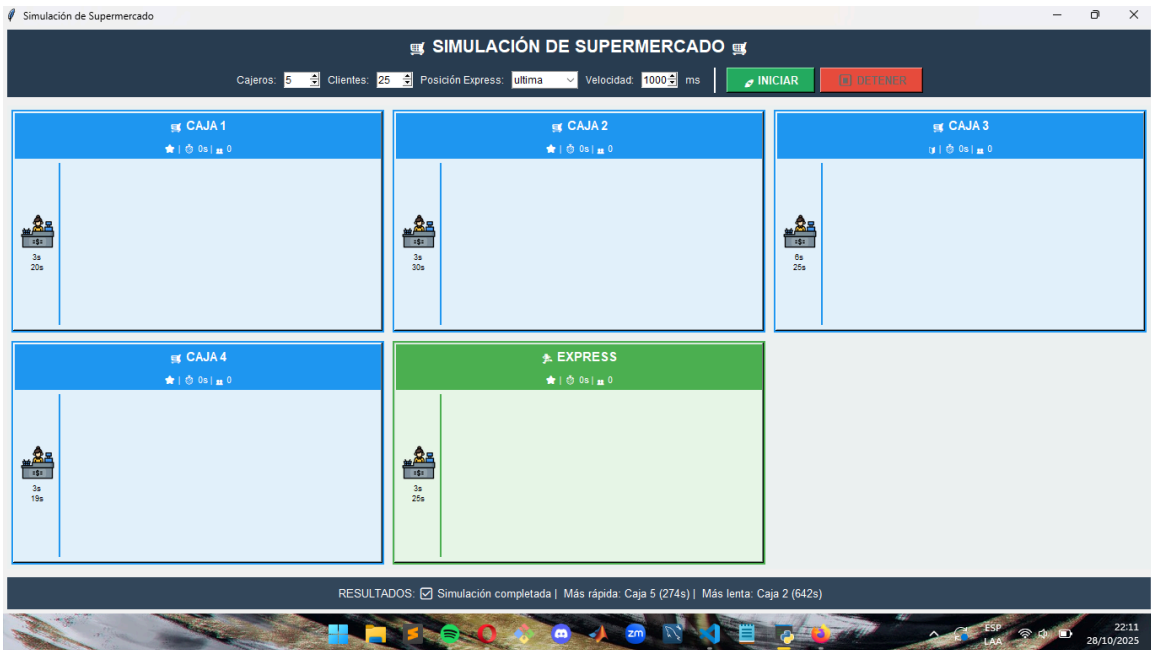 Simulación de Supermercado
SIMULACIÓN DE SUPERMERCADO
Cajeros: 5 Clientes: 25 Posición Express: ultima Velocidad: 1000 ms INICIAR DETENER
CAJA 1
| 0s | 0
3s
20s
CAJA 2
| 0s | 0
3s
30s
CAJA 3
| 0s | 0
6s
25s
CAJA 4
| 0s | 0
3s
19s
EXPRESS
| 0s | 0
3s
25s
RESULTADOS: Simulación completada | Más rápida: Caja 5 (274s) | Más lenta: Caja 2 (642s)
zm
ESP
LAA
22:11
28/10/2025